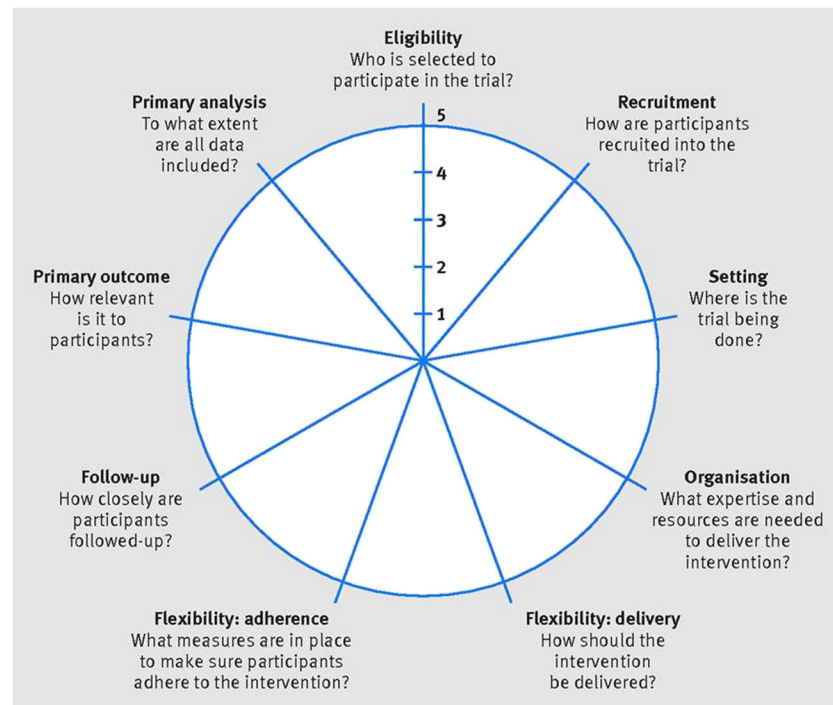 Eligibility
Who is selected to
participate in the trial?
Recruitment
How are participants
recruited into the
trial?
Setting
Where is the
trial being
done?
Organisation
What expertise and
resources are needed
to deliver the
intervention?
Flexibility: delivery
How should the
intervention
be delivered?
Flexibility: adherence
What measures are in place
to make sure participants
adhere to the intervention?
Follow-up
How closely are
participants
followed-up?
Primary outcome
How relevant
is it to
participants?
Primary analysis
To what extent
are all data
included?
5
4
3
2
1